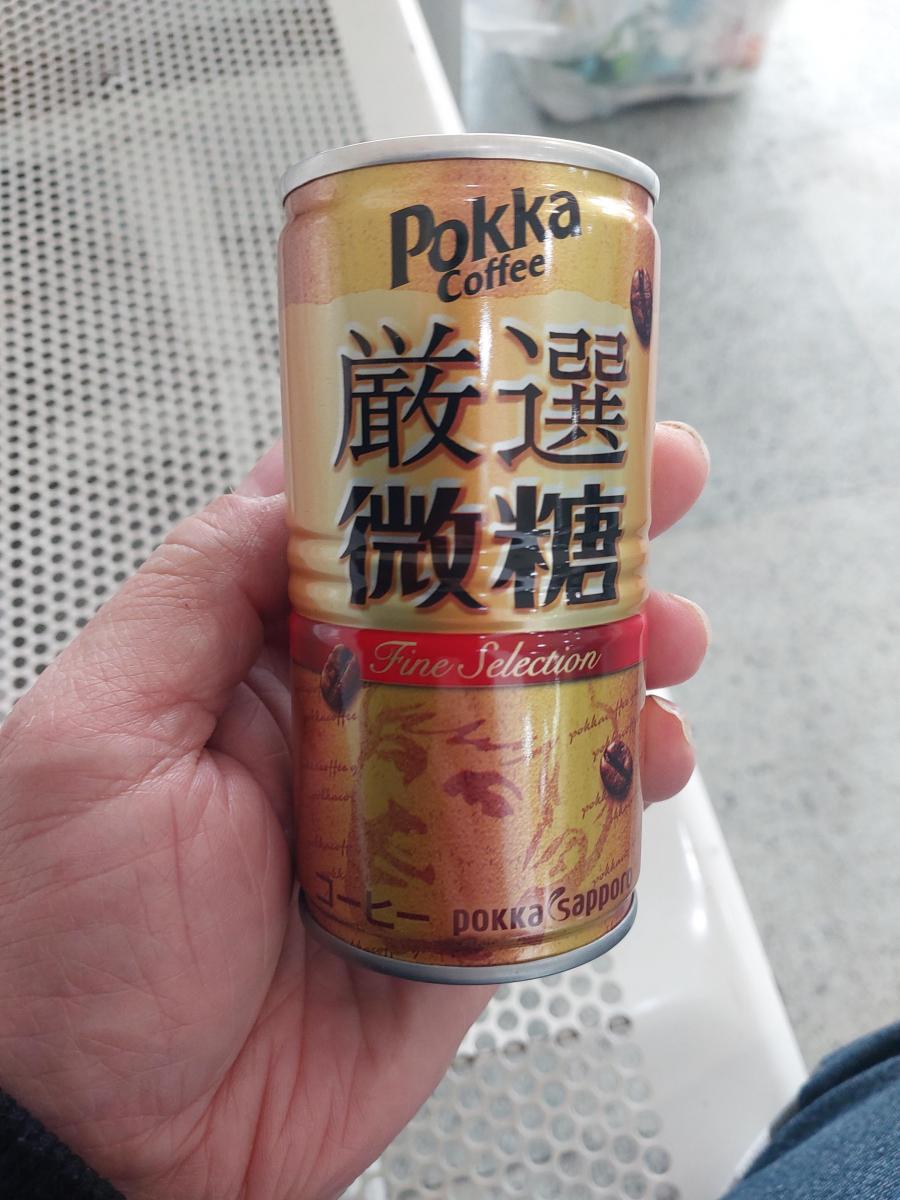 Pokka
Coffee
厳選
微糖
Fine Selection
コーヒー
pokka sapporo